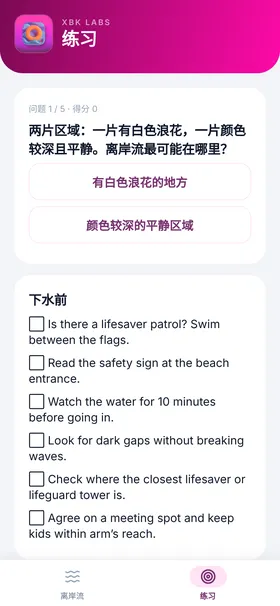 XBK LABS
练习
问题 1 / 5 · 得分 0
两片区域：一片有白色浪花，一片颜色
较深且平静。离岸流最可能在哪里？
有白色浪花的地方
颜色较深的平静区域
下水前
Is there a lifesaver patrol? Swim
between the flags.
Read the safety sign at the beach
entrance.
Watch the water for 10 minutes
before going in.
Look for dark gaps without breaking
waves.
Check where the closest lifesaver or
lifeguard tower is.
Agree on a meeting spot and keep
kids within arm’s reach.
离岸流
练习